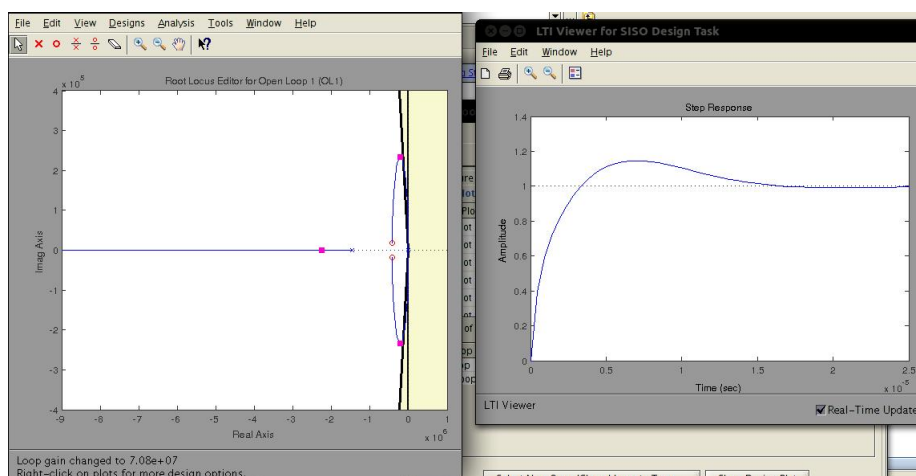 File Edit View Designs Analysis Tools Window Help
Root Locus Editor for Open Loop 1 (OL1)
x 10^5
4
3
2
1
0
-1
-2
-3
-4
Imag Axis
-9 -8 -7 -6 -5 -4 -3 -2 -1 0 1
Real Axis
x 10^6
Loop gain changed to 7.08e+07
Right-click on plots for more design options.
LTI Viewer for SISO Design Task
File Edit Window Help
Step Response
1.4
1.2
1
0.8
0.6
0.4
0.2
0
Amplitude
0 0.5 1 1.5 2 2.5
Time (sec)
x 10^-5
LTI Viewer
Real-Time Update